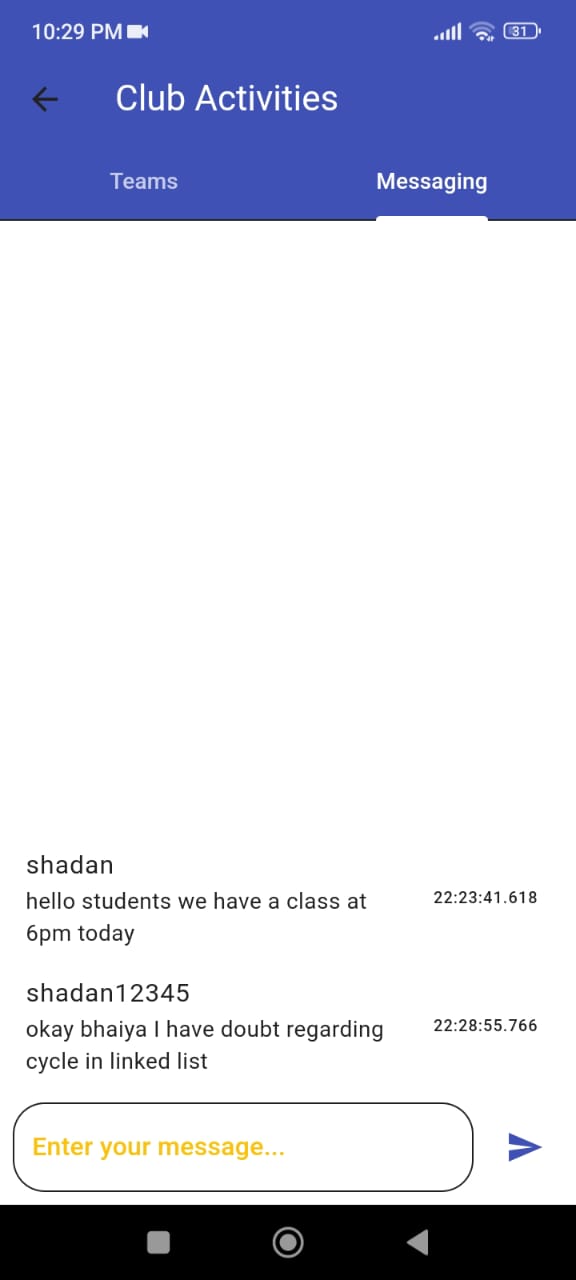 10:29 PM
31
Club Activities
Teams
Messaging
shadan
hello students we have a class at
22:23:41.618
6pm today
shadan12345
okay bhaiya I have doubt regarding
22:28:55.766
cycle in linked list
Enter your message...